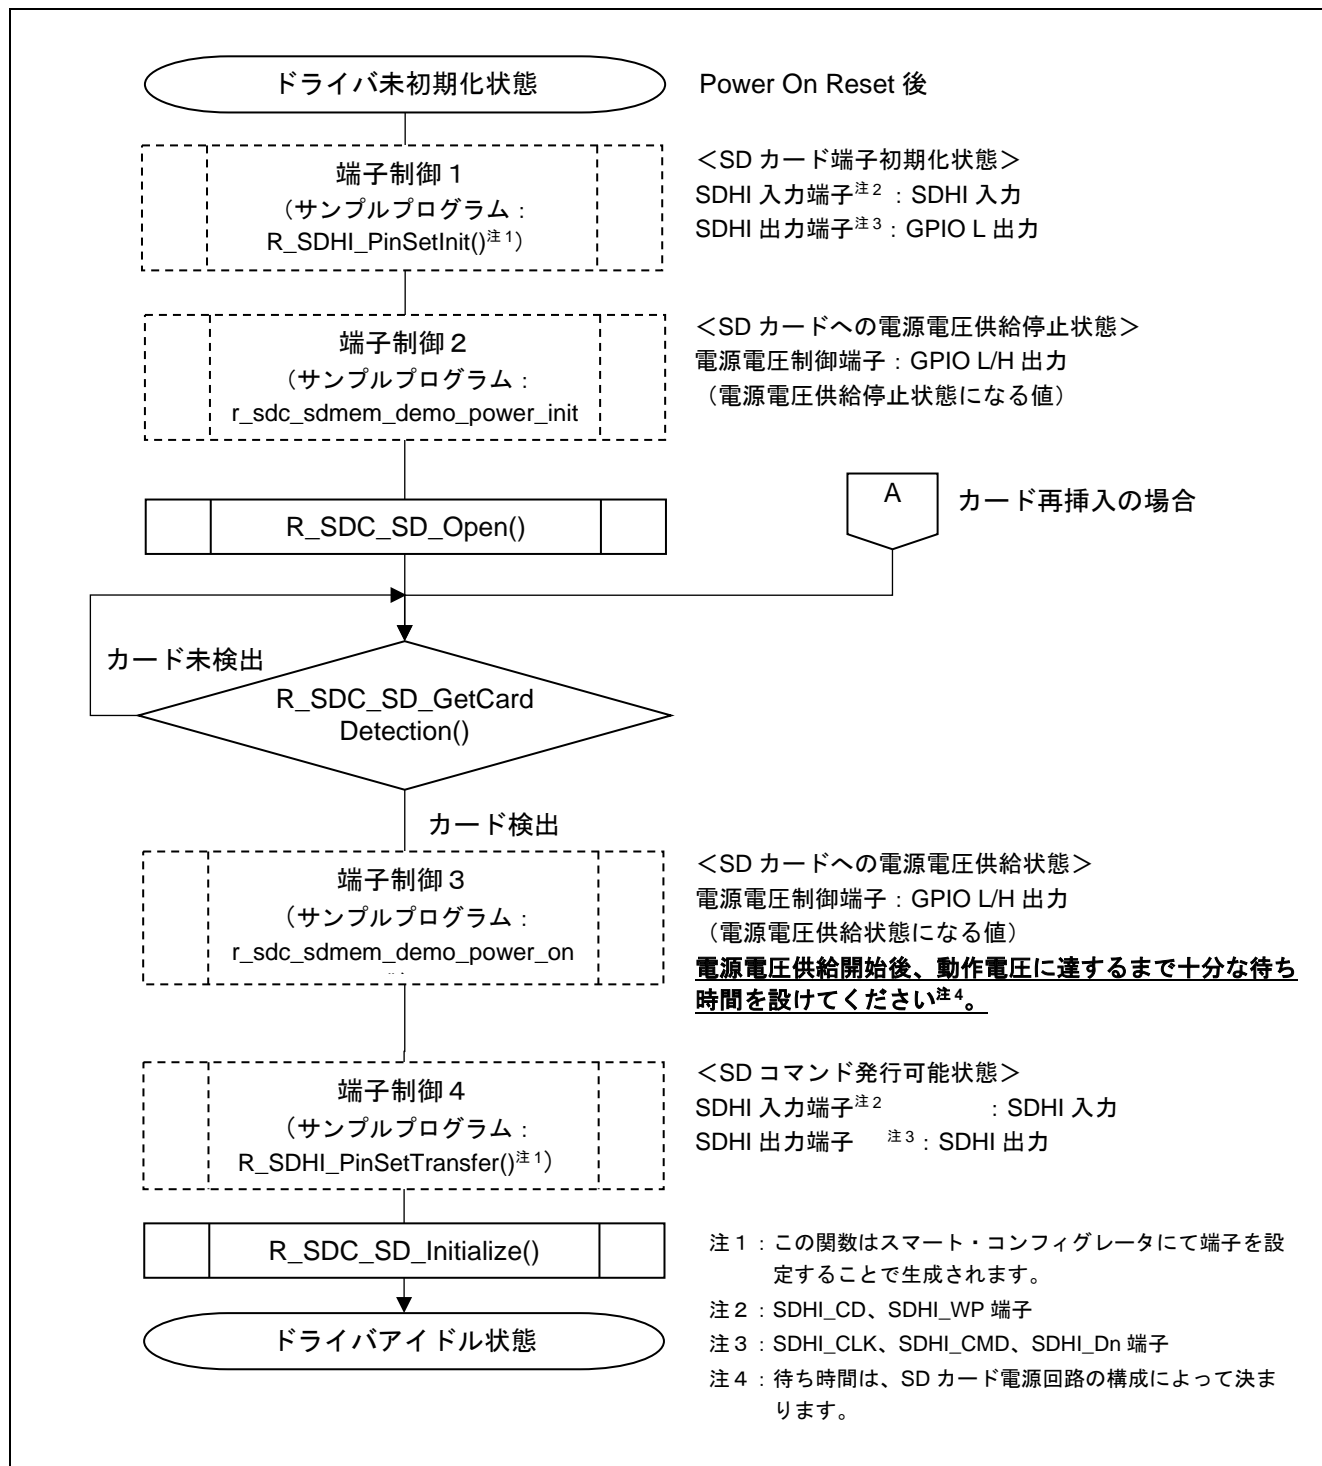 ドライバ未初期化状態
Power On Reset 後
端子制御１
（サンプルプログラム：
R_SDHI_PinSetInit()注1）
＜SD カード端子初期化状態＞
SDHI 入力端子注2：SDHI 入力
SDHI 出力端子注3：GPIO L 出力
端子制御２
（サンプルプログラム：
r_sdc_sdmem_demo_power_init
＜SD カードへの電源電圧供給停止状態＞
電源電圧制御端子：GPIO L/H 出力
（電源電圧供給停止状態になる値）
R_SDC_SD_Open()
A
カード再挿入の場合
カード未検出
R_SDC_SD_GetCard
Detection()
カード検出
端子制御３
（サンプルプログラム：
r_sdc_sdmem_demo_power_on
＜SD カードへの電源電圧供給状態＞
電源電圧制御端子：GPIO L/H 出力
（電源電圧供給状態になる値）
電源電圧供給開始後、動作電圧に達するまで十分な待ち
時間を設けてください注4。
端子制御４
（サンプルプログラム：
R_SDHI_PinSetTransfer()注1）
＜SD コマンド発行可能状態＞
SDHI 入力端子注2：SDHI 入力
SDHI 出力端子 注3：SDHI 出力
R_SDC_SD_Initialize()
ドライバアイドル状態
注１：この関数はスマート・コンフィグレータにて端子を設
定することで生成されます。
注２：SDHI_CD、SDHI_WP 端子
注３：SDHI_CLK、SDHI_CMD、SDHI_Dn 端子
注４：待ち時間は、SD カード電源回路の構成によって決ま
ります。